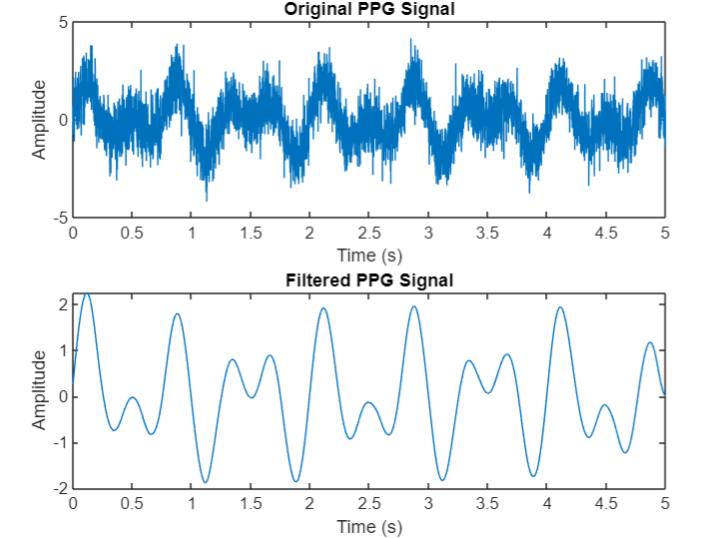 Original PPG Signal
5
0
-5
Amplitude
0 0.5 1 1.5 2 2.5 3 3.5 4 4.5 5
Time (s)
Filtered PPG Signal
2
1
0
-1
-2
Amplitude
0 0.5 1 1.5 2 2.5 3 3.5 4 4.5 5
Time (s)